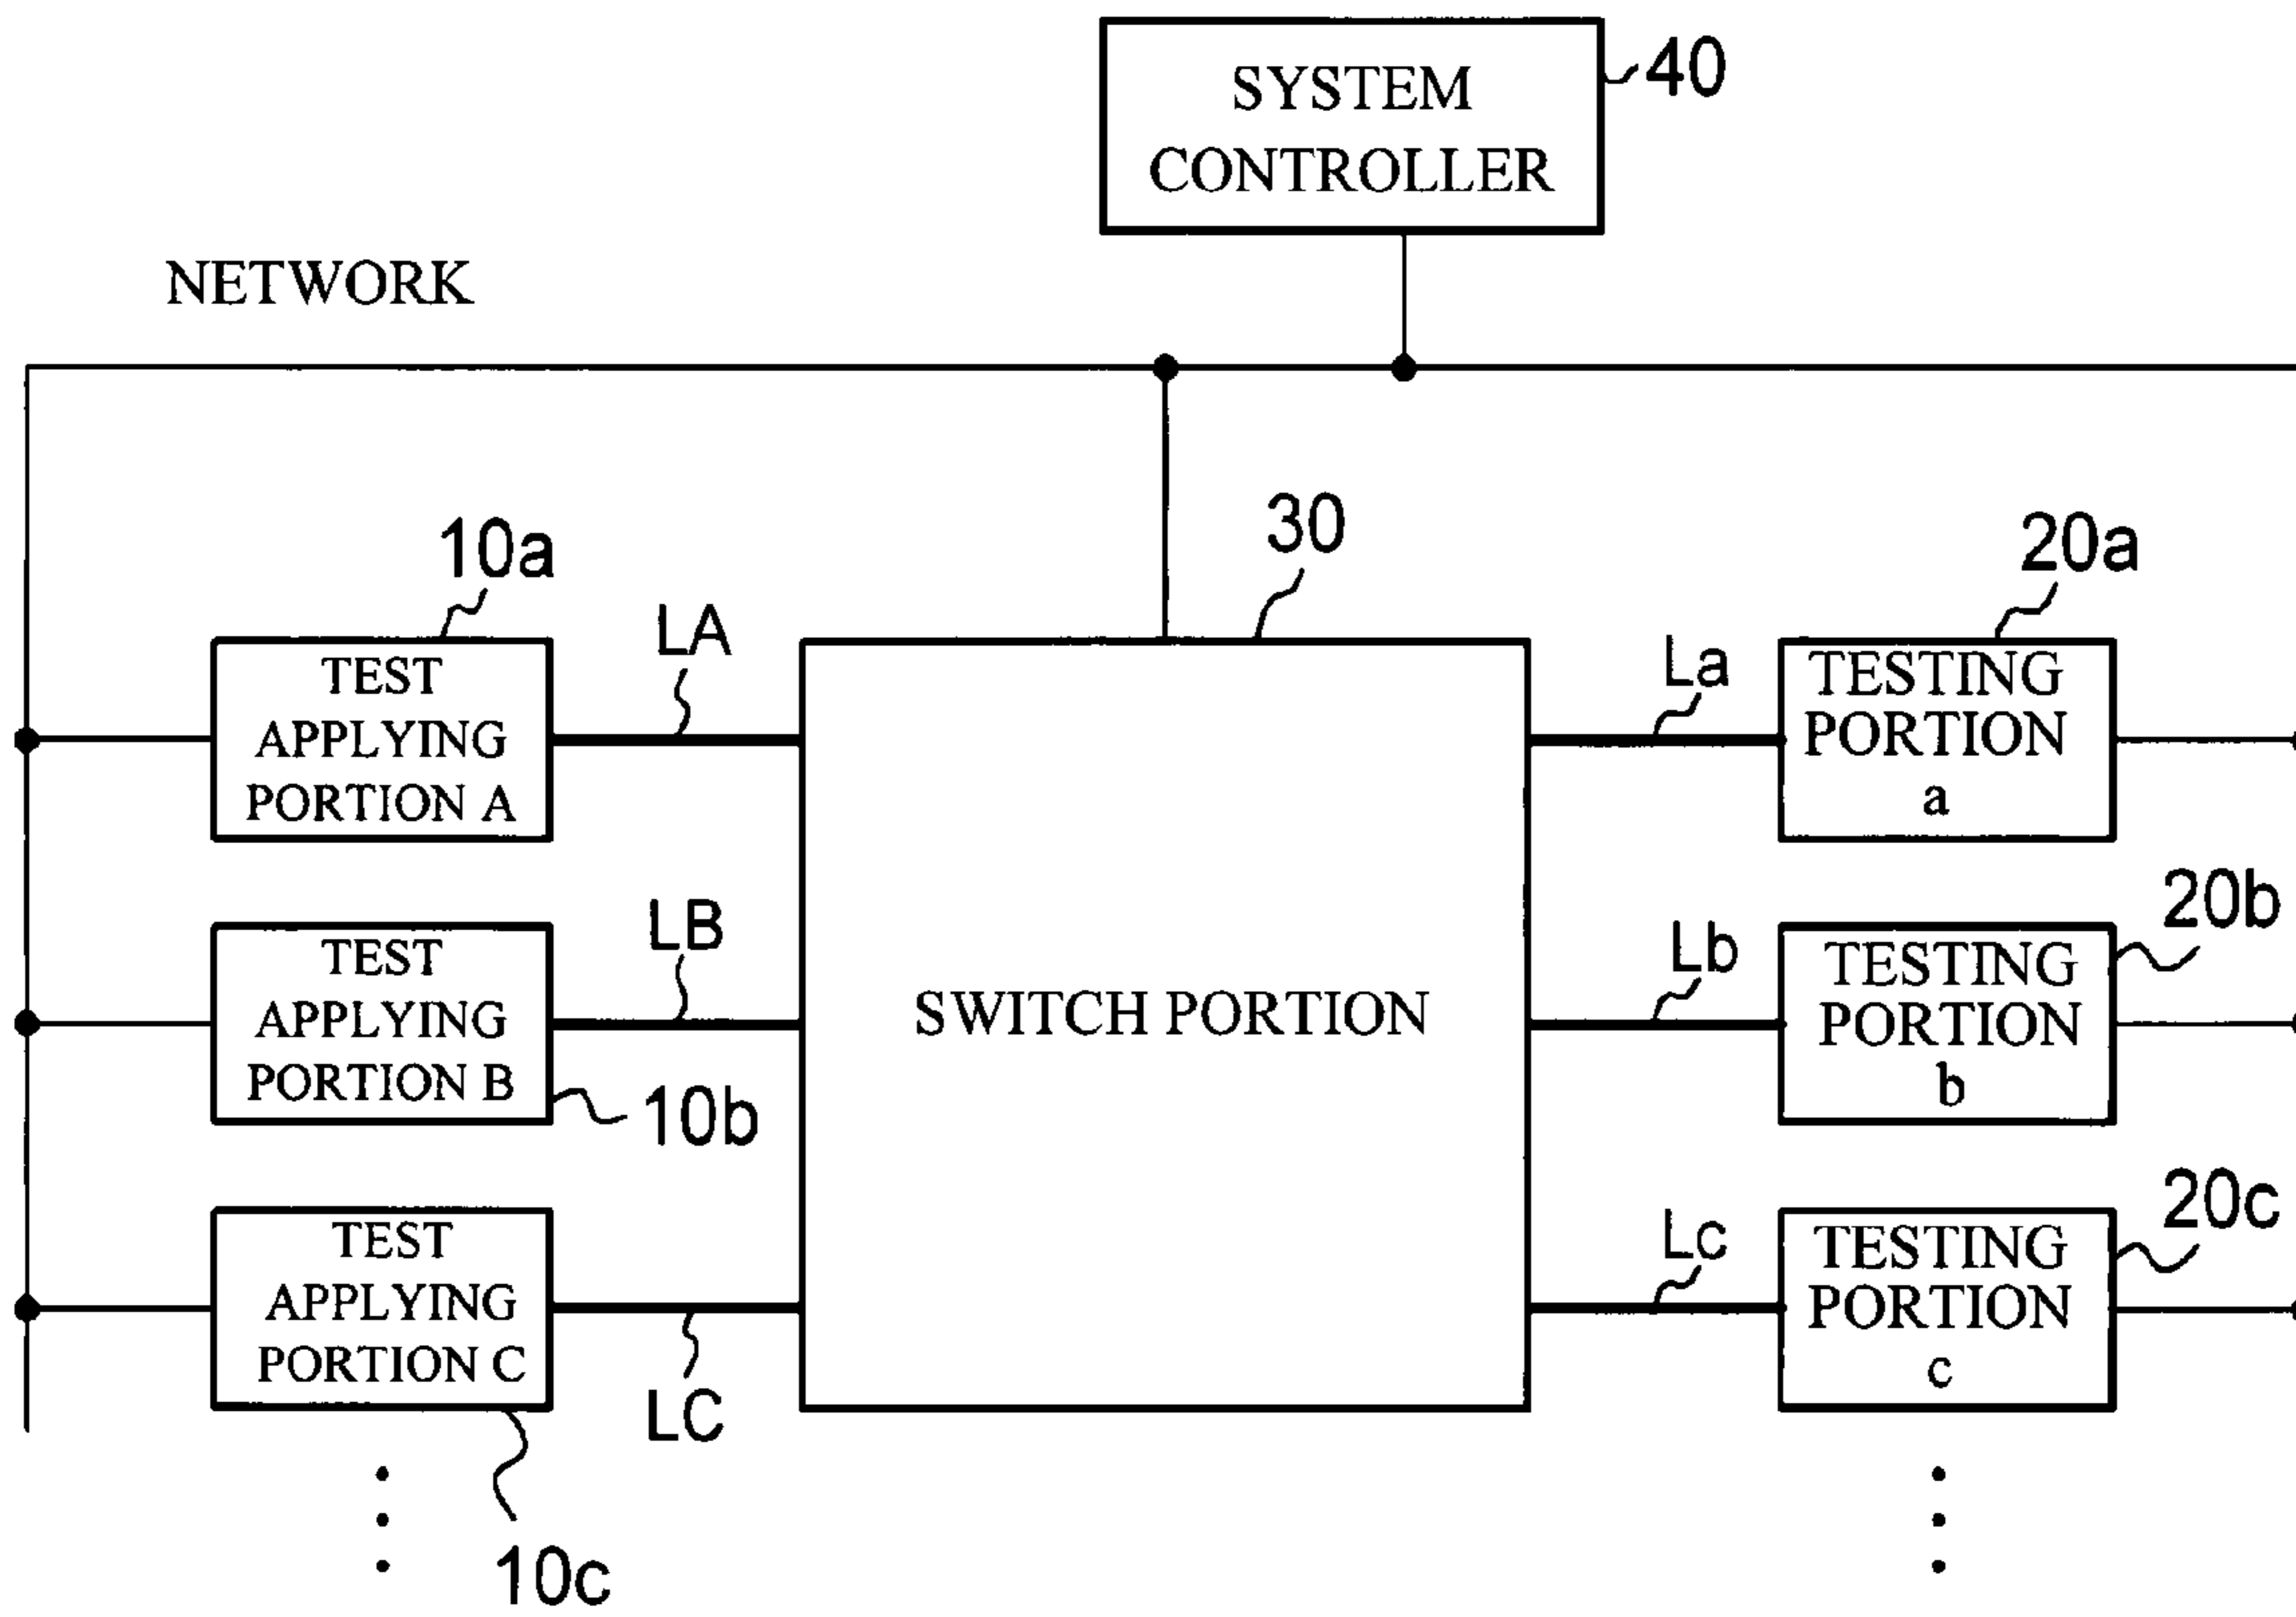 SYSTEM
CONTROLLER
40
NETWORK
10a
LA
30
La
20a
TEST
APPLYING
PORTION A
TESTING
PORTION
a
LB
Lb
20b
TEST
APPLYING
PORTION B
10b
SWITCH PORTION
TESTING
PORTION
b
Lc
20c
TEST
APPLYING
PORTION C
LC
TESTING
PORTION
c
10c